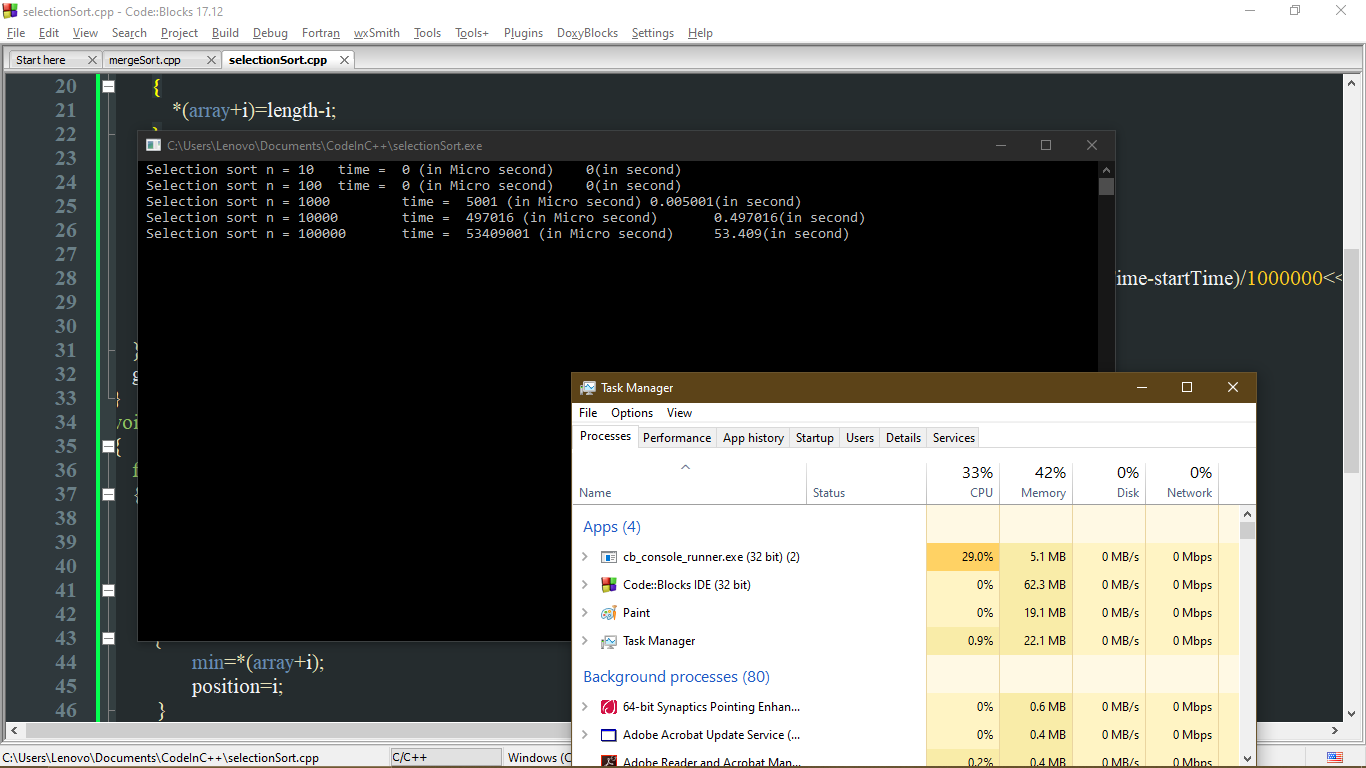 selectionSort.cpp - Code::Blocks 17.12
File Edit View Search Project Build Debug Fortran wxSmith Tools Tools+ Plugins DoxyBlocks Settings Help
Start here mergeSort.cpp selectionSort.cpp
20 {
21 *(array+i)=length-i;
22
C:\Users\Lenovo\Documents\CodeInC++\selectionSort.exe
23
Selection sort n = 10 time = 0 (in Micro second) 0(in second)
24
Selection sort n = 100 time = 0 (in Micro second) 0(in second)
25
Selection sort n = 1000 time = 5001 (in Micro second) 0.005001(in second)
26
Selection sort n = 10000 time = 497016 (in Micro second) 0.497016(in second)
Selection sort n = 100000 time = 53409001 (in Micro second) 53.409(in second)
27
28 ime-startTime)/1000000<<
29
30
31 }
32 g
33 }
34 voi
35 {
36 f
37 {
38
39
40
41
42
43 {
44 min=*(array+i);
45 position=i;
46 }
Task Manager
File Options View
Processes Performance App history Startup Users Details Services
33% 42% 0% 0%
Name Status CPU Memory Disk Network
Apps (4)
cb_console_runner.exe (32 bit) (2) 29.0% 5.1 MB 0 MB/s 0 Mbps
Code::Blocks IDE (32 bit) 0% 62.3 MB 0 MB/s 0 Mbps
Paint 0% 19.1 MB 0 MB/s 0 Mbps
Task Manager 0.9% 22.1 MB 0 MB/s 0 Mbps
Background processes (80)
64-bit Synaptics Pointing Enhan... 0% 0.6 MB 0 MB/s 0 Mbps
Adobe Acrobat Update Service (... 0% 0.4 MB 0 MB/s 0 Mbps
Adobe Reader and Acrobat Man... 0.2% 0.4 MB 0 MB/s 0 Mbps
C:\Users\Lenovo\Documents\CodeInC++\selectionSort.cpp C/C++ Windows (C